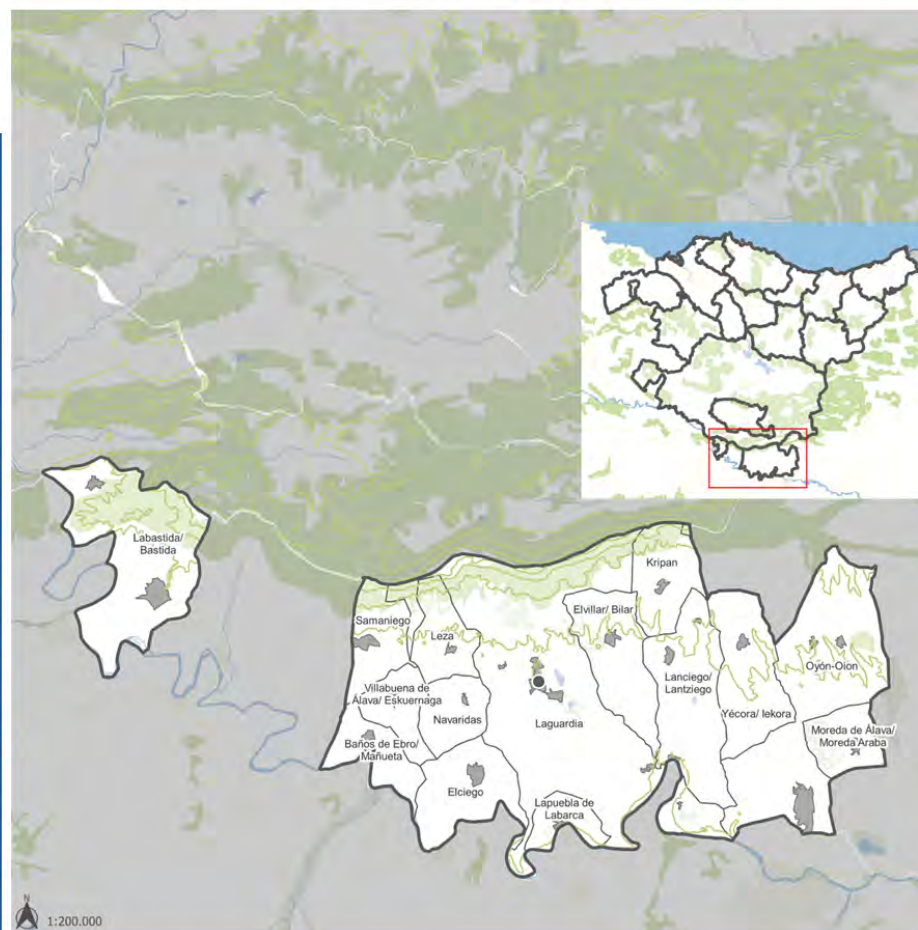 Labastida/
Bastida
Kripan
Samaniego
Elvillar/ Bilar
Leza
Oyón-Oion
Lanciego/
Lantziego
Villabuena de
Álava/ Eskuernaga
Navaridas
Laguardia
Yécora/ Iekora
Moreda de Álava/
Moreda Araba
Baños de Ebro/
Mañueta
Elciego
Lapuebla de
Labarca
N
1:200.000